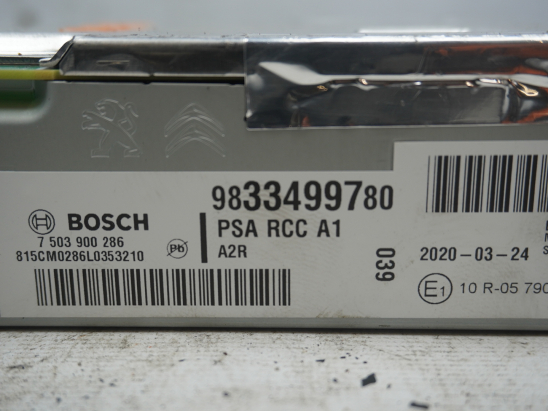 9833499780
BOSCH
PSA RCC A1
7 503 900 286
A2R
815CM0286L0353210
Pb
039
2020-03-24
E1 10 R-05 790